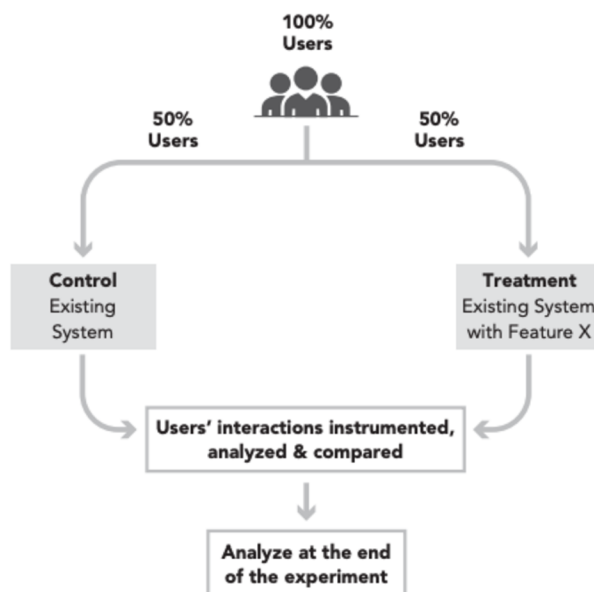 100%
Users
50%
Users
50%
Users
Control
Existing
System
Treatment
Existing System
with Feature X
Users' interactions instrumented,
analyzed & compared
Analyze at the end
of the experiment